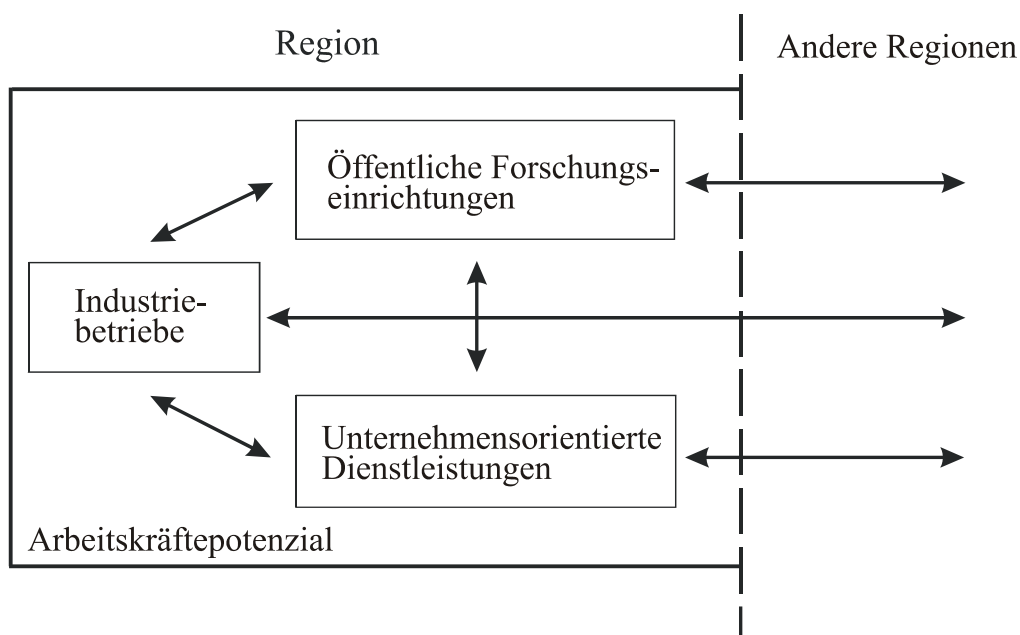 Region
Andere Regionen
Öffentliche Forschungs-
einrichtungen
Industrie-
betriebe
Unternehmensorientierte
Dienstleistungen
Arbeitskräftepotenzial